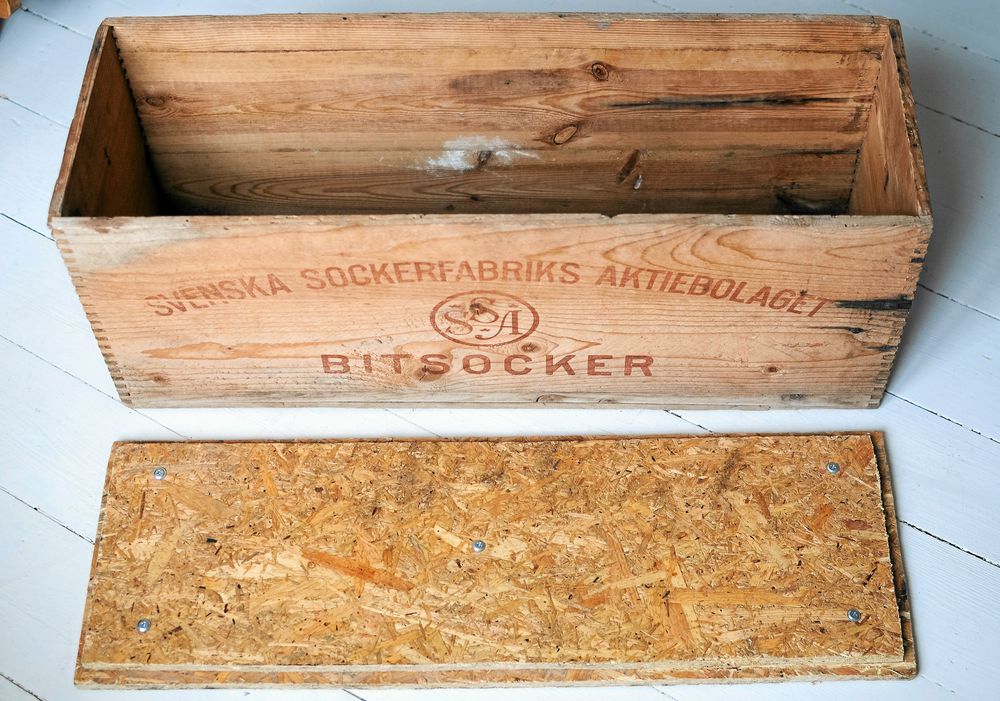 SVENSKA SOCKERFABRIKS AKTIEBOLAGET
SSA
BITSOCKER